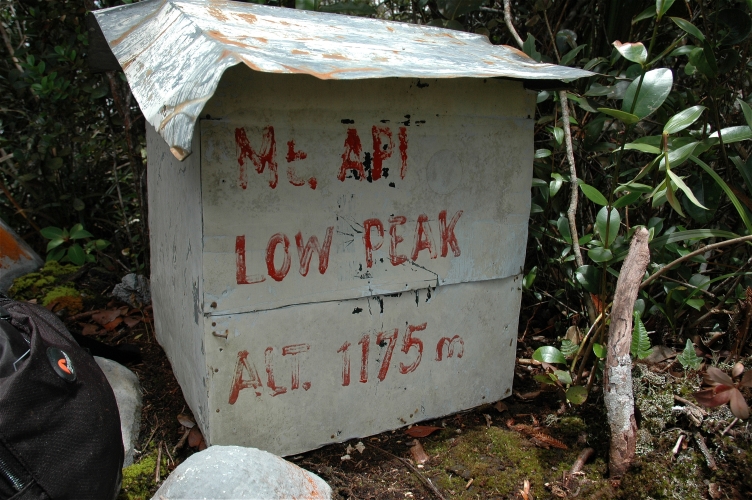 Mt. API
LOW PEAK
ALT. 1175 m